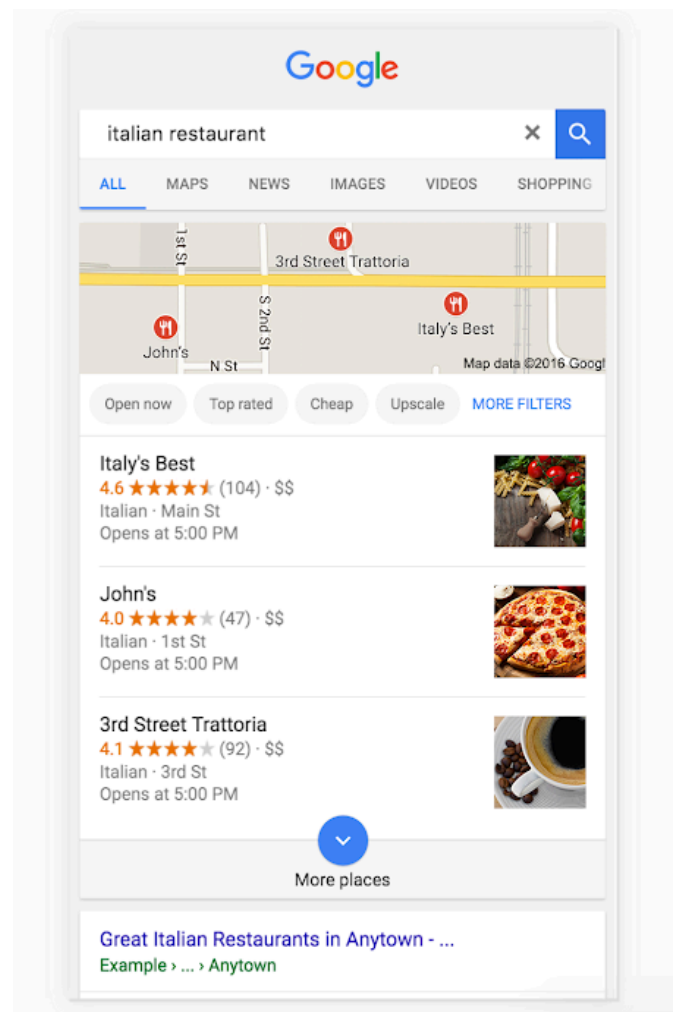 Google
italian restaurant ✕
ALL MAPS NEWS IMAGES VIDEOS SHOPPING
1st St
3rd Street Trattoria
S 2nd St
Italy's Best
John's
N St
Map data ©2016 Googl
Open now Top rated Cheap Upscale MORE FILTERS
Italy's Best
4.6 ★★★★★ (104) · $$
Italian · Main St
Opens at 5:00 PM
John's
4.0 ★★★★★ (47) · $$
Italian · 1st St
Opens at 5:00 PM
3rd Street Trattoria
4.1 ★★★★★ (92) · $$
Italian · 3rd St
Opens at 5:00 PM
More places
Great Italian Restaurants in Anytown - ...
Example › ... › Anytown